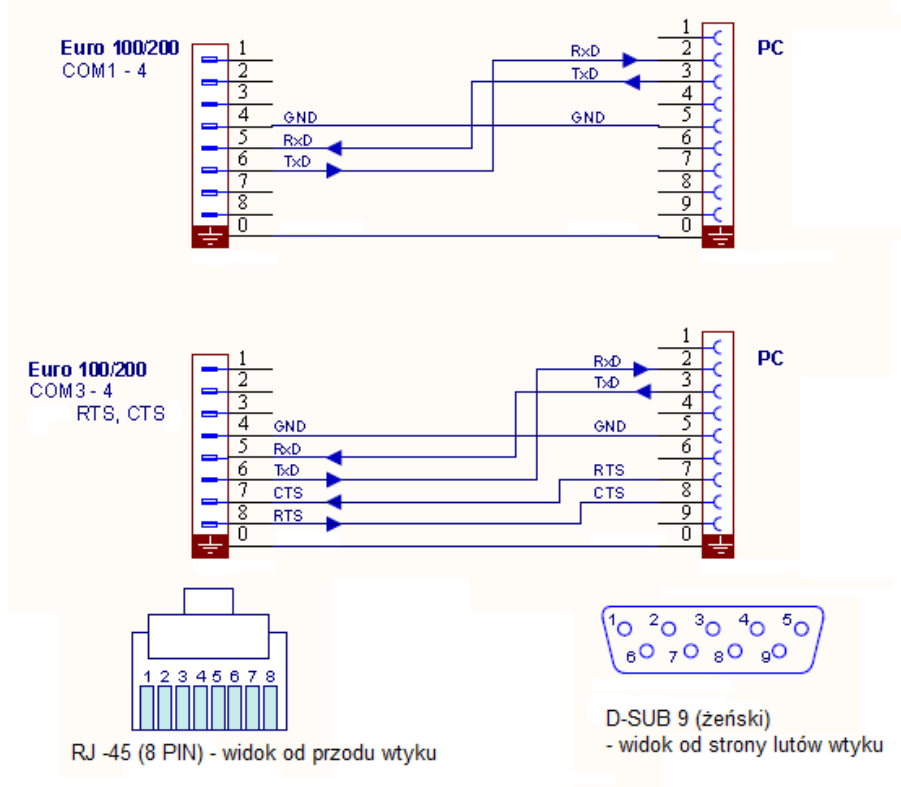 Euro 100/200
COM1 - 4
1
2
3
4
5
6
7
8
0
GND
RxD
TxD
RxD
TxD
GND
1
2
3
4
5
6
7
8
9
0
PC
Euro 100/200
COM3 - 4
RTS, CTS
1
2
3
4
5
6
7
8
0
GND
RxD
TxD
CTS
RTS
RxD
TxD
GND
RTS
CTS
1
2
3
4
5
6
7
8
9
0
PC
1 2 3 4 5 6 7 8
RJ -45 (8 PIN) - widok od przodu wtyku
1 2 3 4 5
6 7 8 9
D-SUB 9 (żeński)
- widok od strony lutów wtyku